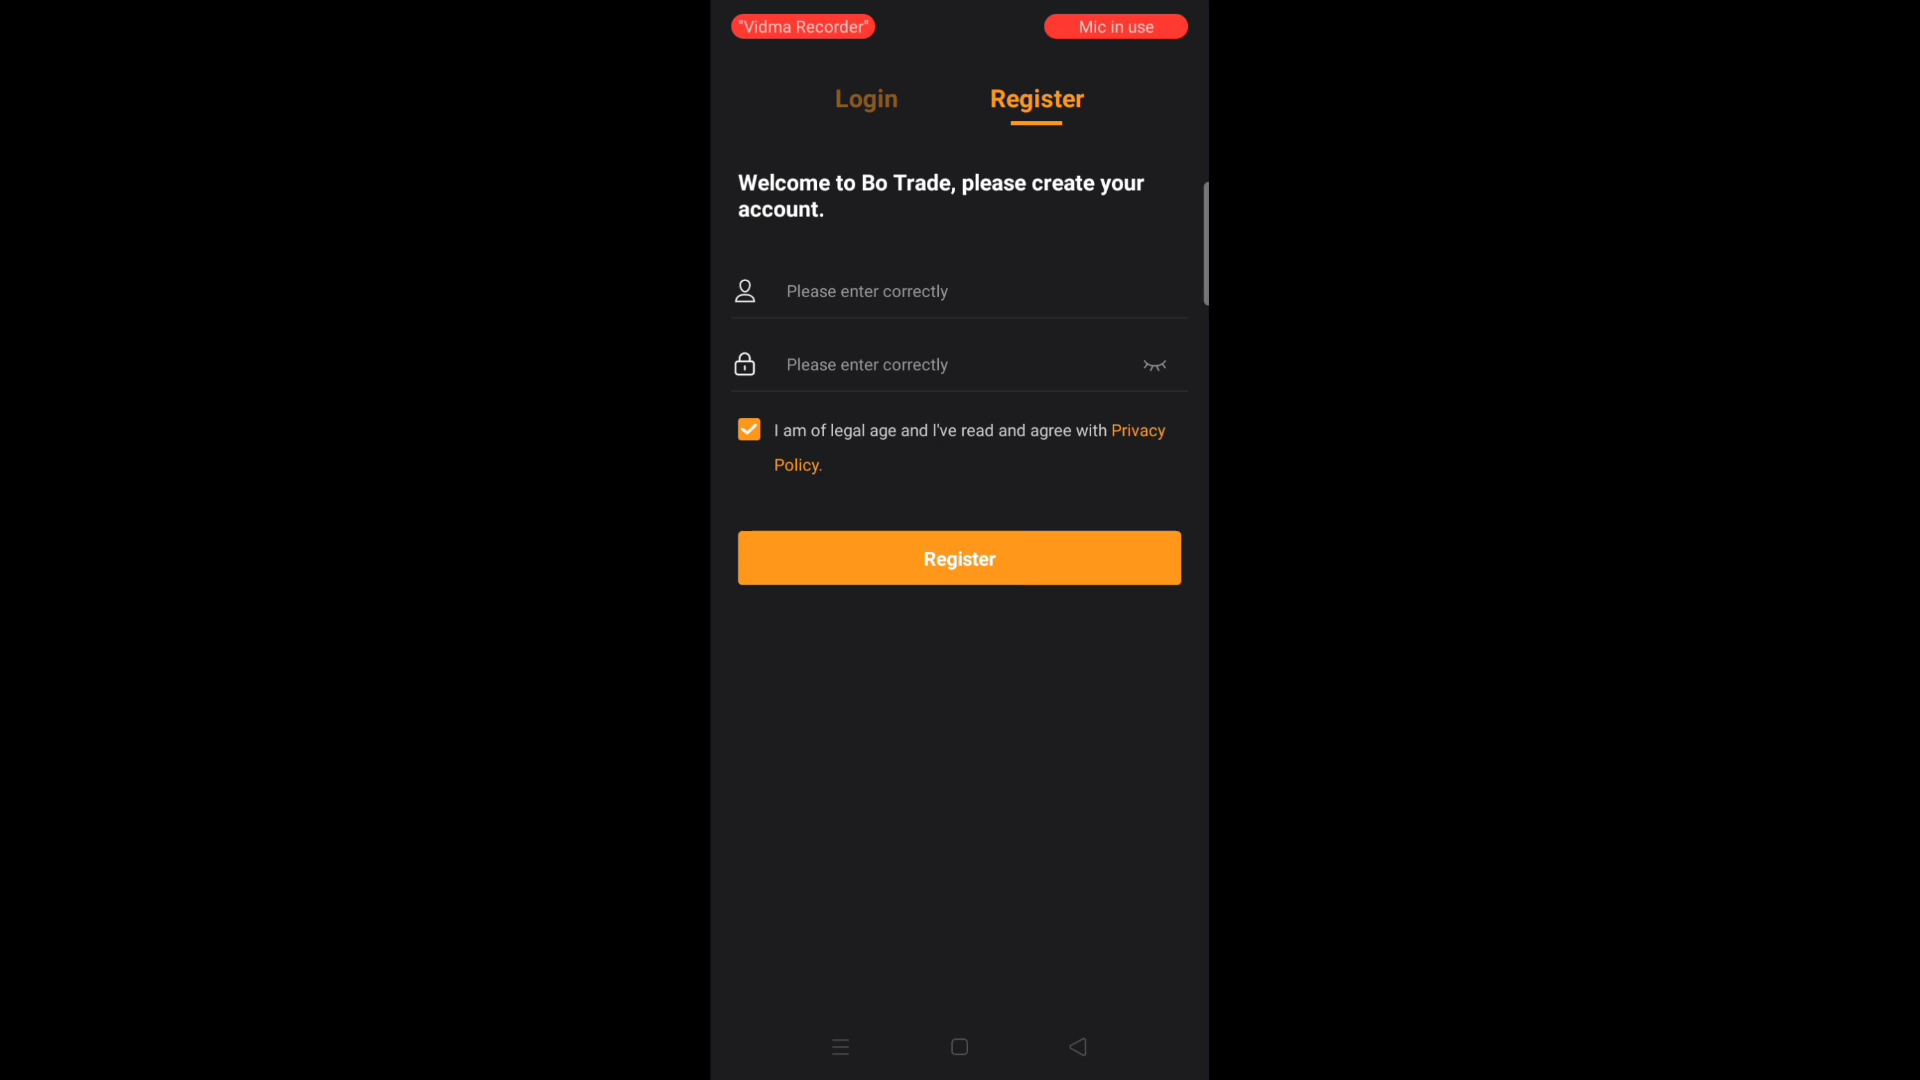 "Vidma Recorder"
Mic in use
Login
Register
Welcome to Bo Trade, please create your
account.
Please enter correctly
Please enter correctly
I am of legal age and I've read and agree with Privacy
Policy.
Register